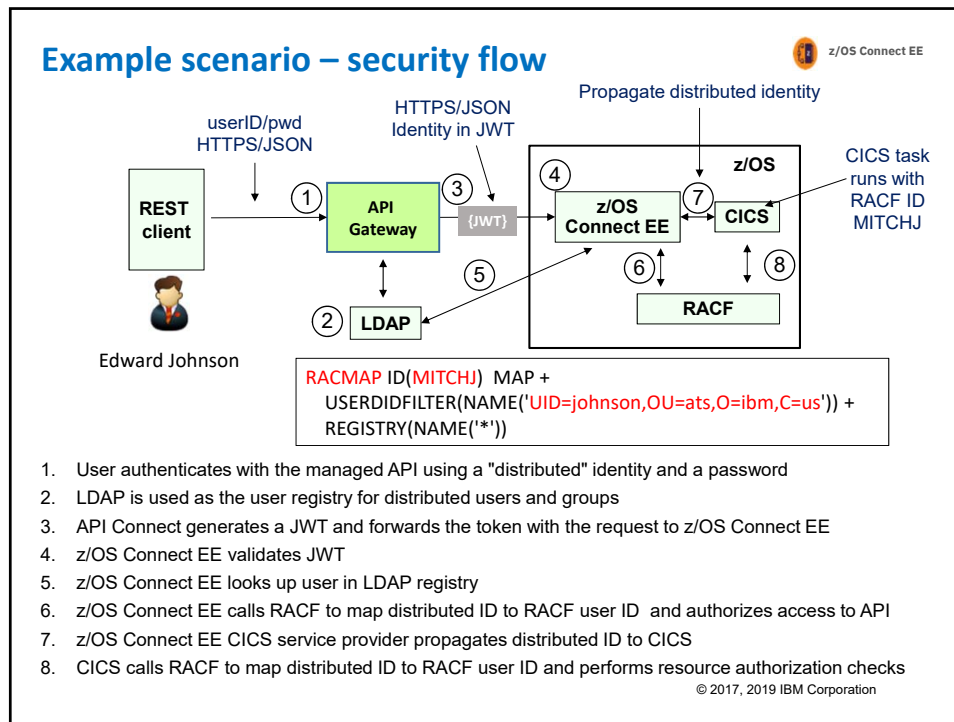 Example scenario – security flow
z/OS Connect EE
Propagate distributed identity
HTTPS/JSON
Identity in JWT
userID/pwd
HTTPS/JSON
z/OS
CICS task
runs with
RACF ID
MITCHJ
1
3
4
7
REST
client
API
Gateway
{JWT}
z/OS
Connect EE
CICS
5
6
8
2
LDAP
RACF
Edward Johnson
RACMAP ID(MITCHJ) MAP +
USERDIDFILTER(NAME('UID=johnson,OU=ats,O=ibm,C=us')) +
REGISTRY(NAME('*'))
1. User authenticates with the managed API using a "distributed" identity and a password
2. LDAP is used as the user registry for distributed users and groups
3. API Connect generates a JWT and forwards the token with the request to z/OS Connect EE
4. z/OS Connect EE validates JWT
5. z/OS Connect EE looks up user in LDAP registry
6. z/OS Connect EE calls RACF to map distributed ID to RACF user ID and authorizes access to API
7. z/OS Connect EE CICS service provider propagates distributed ID to CICS
8. CICS calls RACF to map distributed ID to RACF user ID and performs resource authorization checks
© 2017, 2019 IBM Corporation